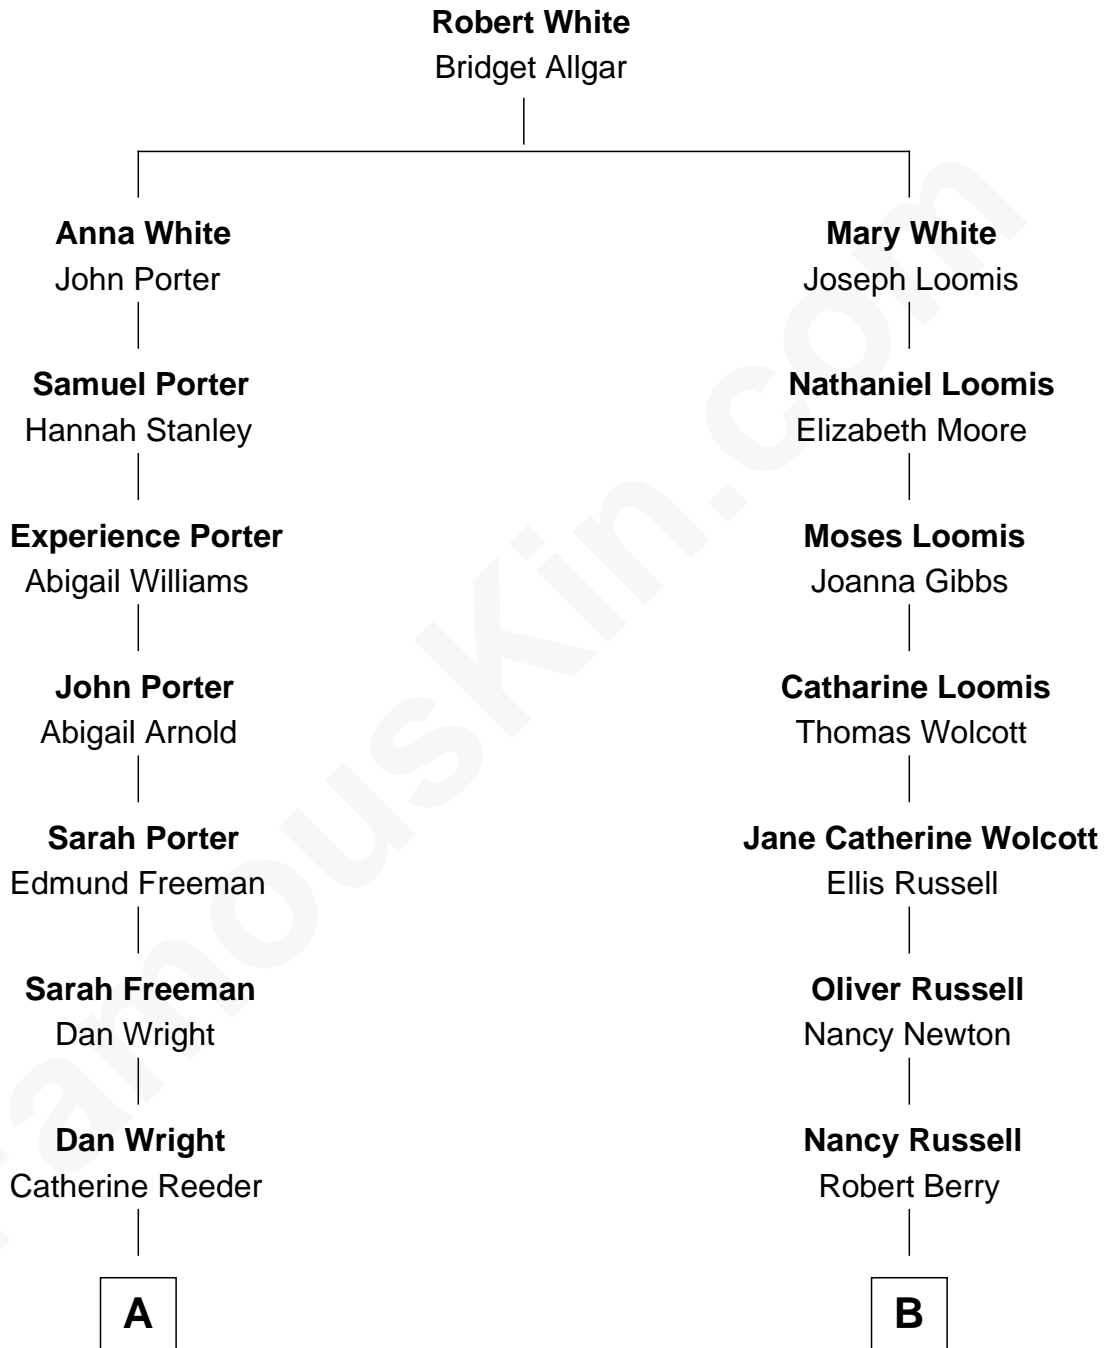 Robert White
Bridget Allgar
Anna White
John Porter
Mary White
Joseph Loomis
Samuel Porter
Hannah Stanley
Nathaniel Loomis
Elizabeth Moore
Experience Porter
Abigail Williams
Moses Loomis
Joanna Gibbs
John Porter
Abigail Arnold
Catharine Loomis
Thomas Wolcott
Sarah Porter
Edmund Freeman
Jane Catherine Wolcott
Ellis Russell
Sarah Freeman
Dan Wright
Oliver Russell
Nancy Newton
Dan Wright
Catherine Reeder
Nancy Russell
Robert Berry
A
B
FamousKin.com